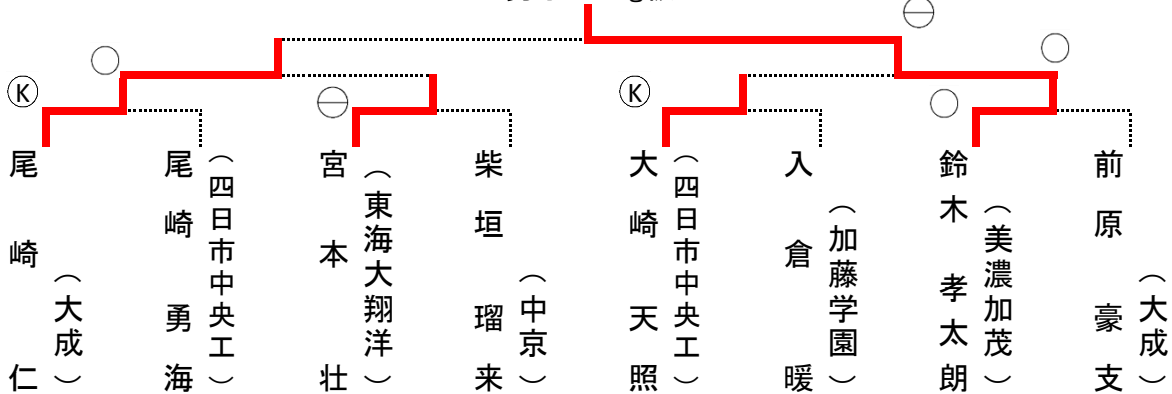 K
K
尾崎仁
（大成）
尾崎勇海
（四日市中央工）
宮本壮
（東海大翔洋）
柴垣瑠来
（中京）
大崎天照
（四日市中央工）
入倉暖
（加藤学園）
鈴木孝太朗
（美濃加茂）
前原豪支
（大成）